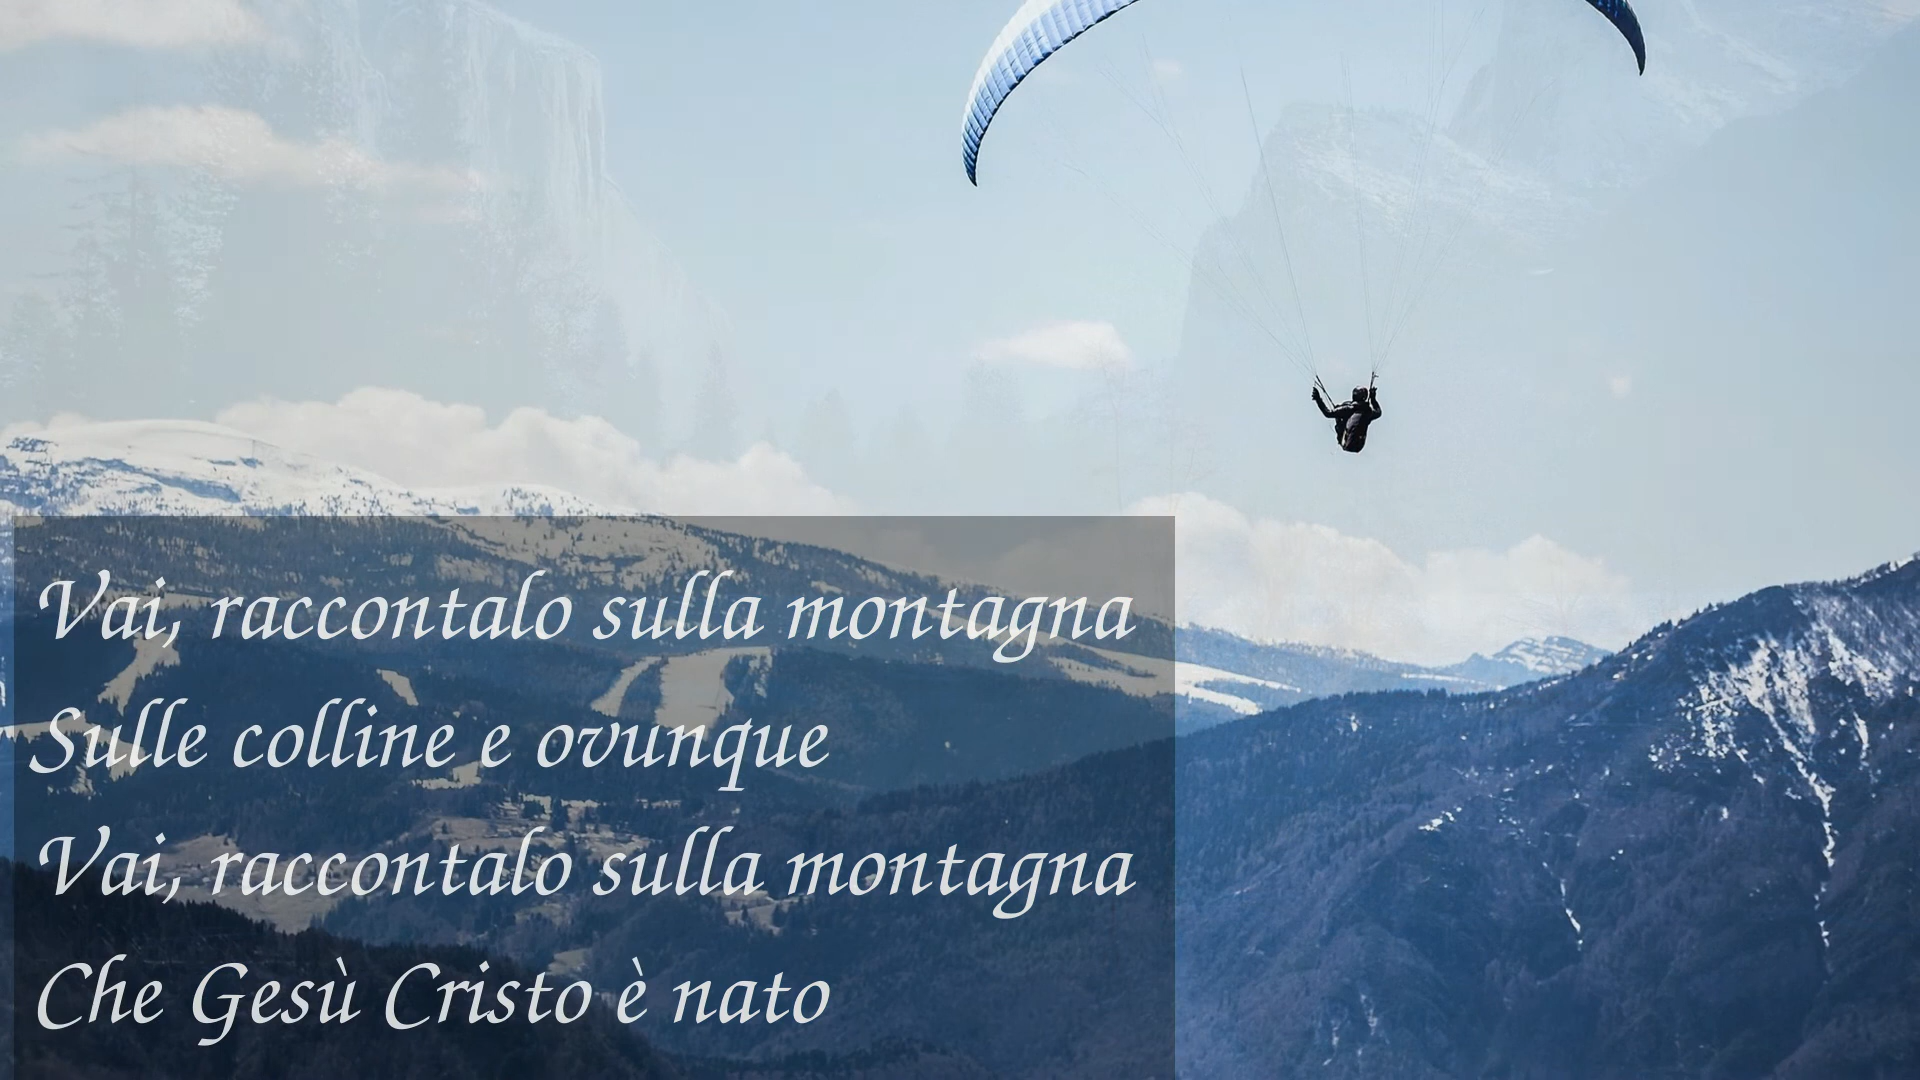 Vai, raccontalo sulla montagna
Sulle colline e ovunque
Vai, raccontalo sulla montagna
Che Gesù Cristo è nato